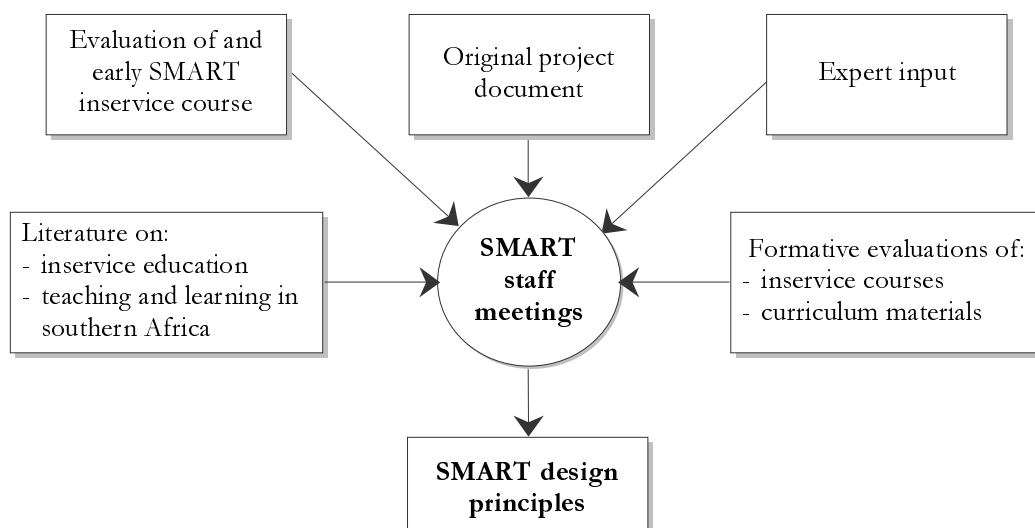 Evaluation of and
early SMART
inservice course
Original project
document
Expert input
Literature on:
- inservice education
- teaching and learning in
southern Africa
SMART
staff
meetings
Formative evaluations of:
- inservice courses
- curriculum materials
SMART design
principles